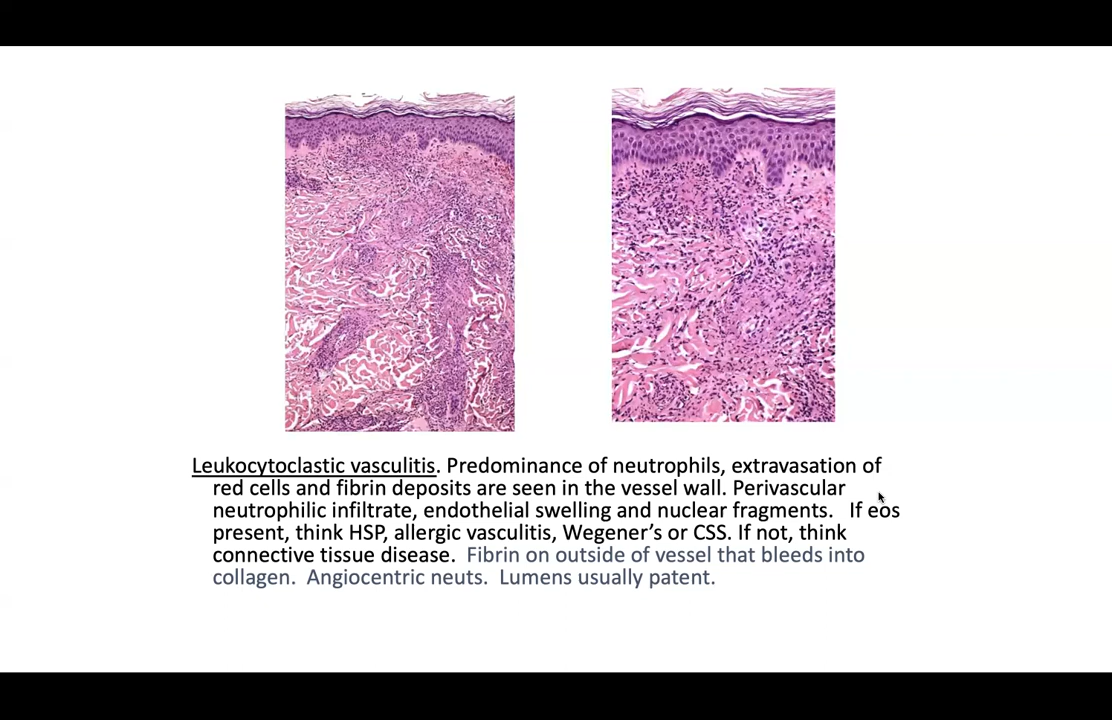 Leukocytoclastic vasculitis. Predominance of neutrophils, extravasation of
red cells and fibrin deposits are seen in the vessel wall. Perivascular
neutrophilic infiltrate, endothelial swelling and nuclear fragments. If eos
present, think HSP, allergic vasculitis, Wegener's or CSS. If not, think
connective tissue disease. Fibrin on outside of vessel that bleeds into
collagen. Angiocentric neuts. Lumens usually patent.